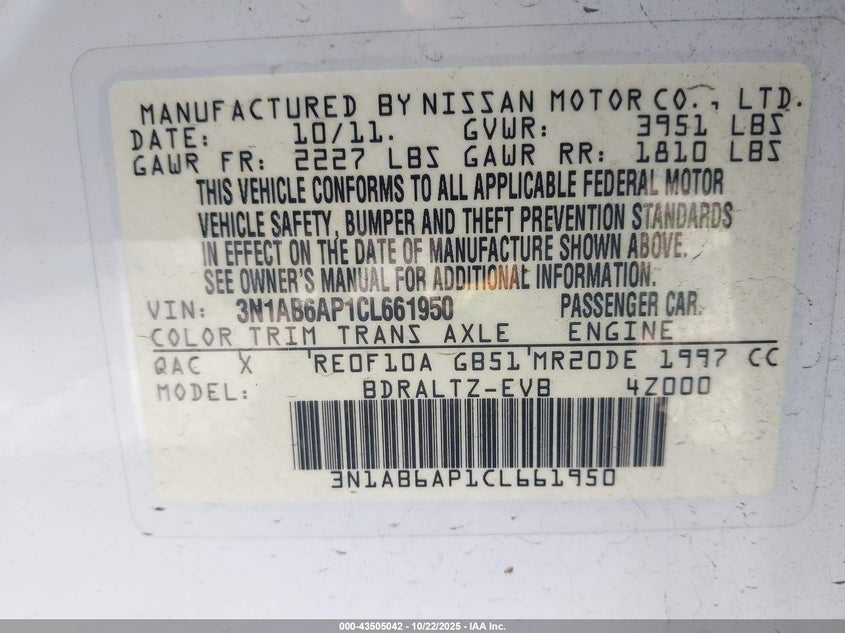 MANUFACTURED BY NISSAN MOTOR CO., LTD.
DATE: 10/11. GVWR: 3951 LBS
GAWR FR: 2227 LBS GAWR RR: 1810 LBS
THIS VEHICLE CONFORMS TO ALL APPLICABLE FEDERAL MOTOR
VEHICLE SAFETY, BUMPER AND THEFT PREVENTION STANDARDS
IN EFFECT ON THE DATE OF MANUFACTURE SHOWN ABOVE.
SEE OWNER'S MANUAL FOR ADDITIONAL INFORMATION.
VIN: 3N1AB6AP1CL661950 PASSENGER CAR.
COLOR TRIM TRANS AXLE ENGINE
QAC X 'RE0F10A GB51'MR20DE 1997 CC
MODEL: BDRALTZ-EVB 4Z000
3N1AB6AP1CL661950
000-43505042 - 10/22/2025 - IAA Inc.